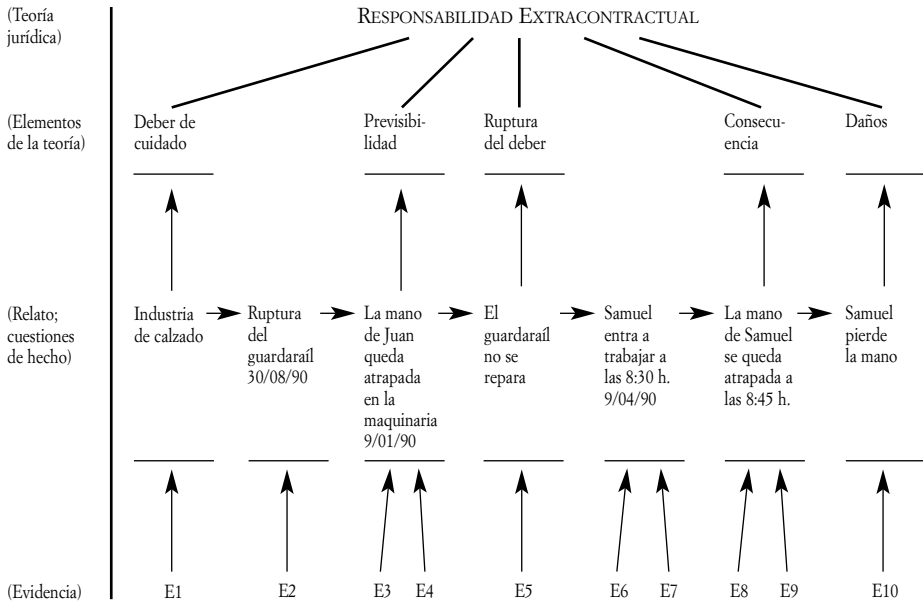 (Teoría
jurídica)
RESPONSABILIDAD EXTRACONTRACTUAL
(Elementos
de la teoría)
Deber de
cuidado
Previsibi-
lidad
Ruptura
del deber
Consecu-
encia
Daños
(Relato;
cuestiones
de hecho)
Industria
de calzado
Ruptura
del
guardaraíl
30/08/90
La mano
de Juan
queda
atrapada
en la
maquinaria
9/01/90
El
guardaraíl
no se
repara
Samuel
entra a
trabajar a
las 8:30 h.
9/04/90
La mano
de Samuel
se queda
atrapada a
las 8:45 h.
Samuel
pierde
la mano
(Evidencia)
E1
E2
E3
E4
E5
E6
E7
E8
E9
E10